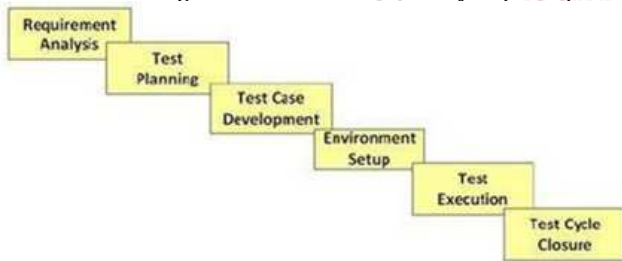 Requirement
Analysis
Test
Planning
Test Case
Development
Environment
Setup
Test
Execution
Test Cycle
Closure